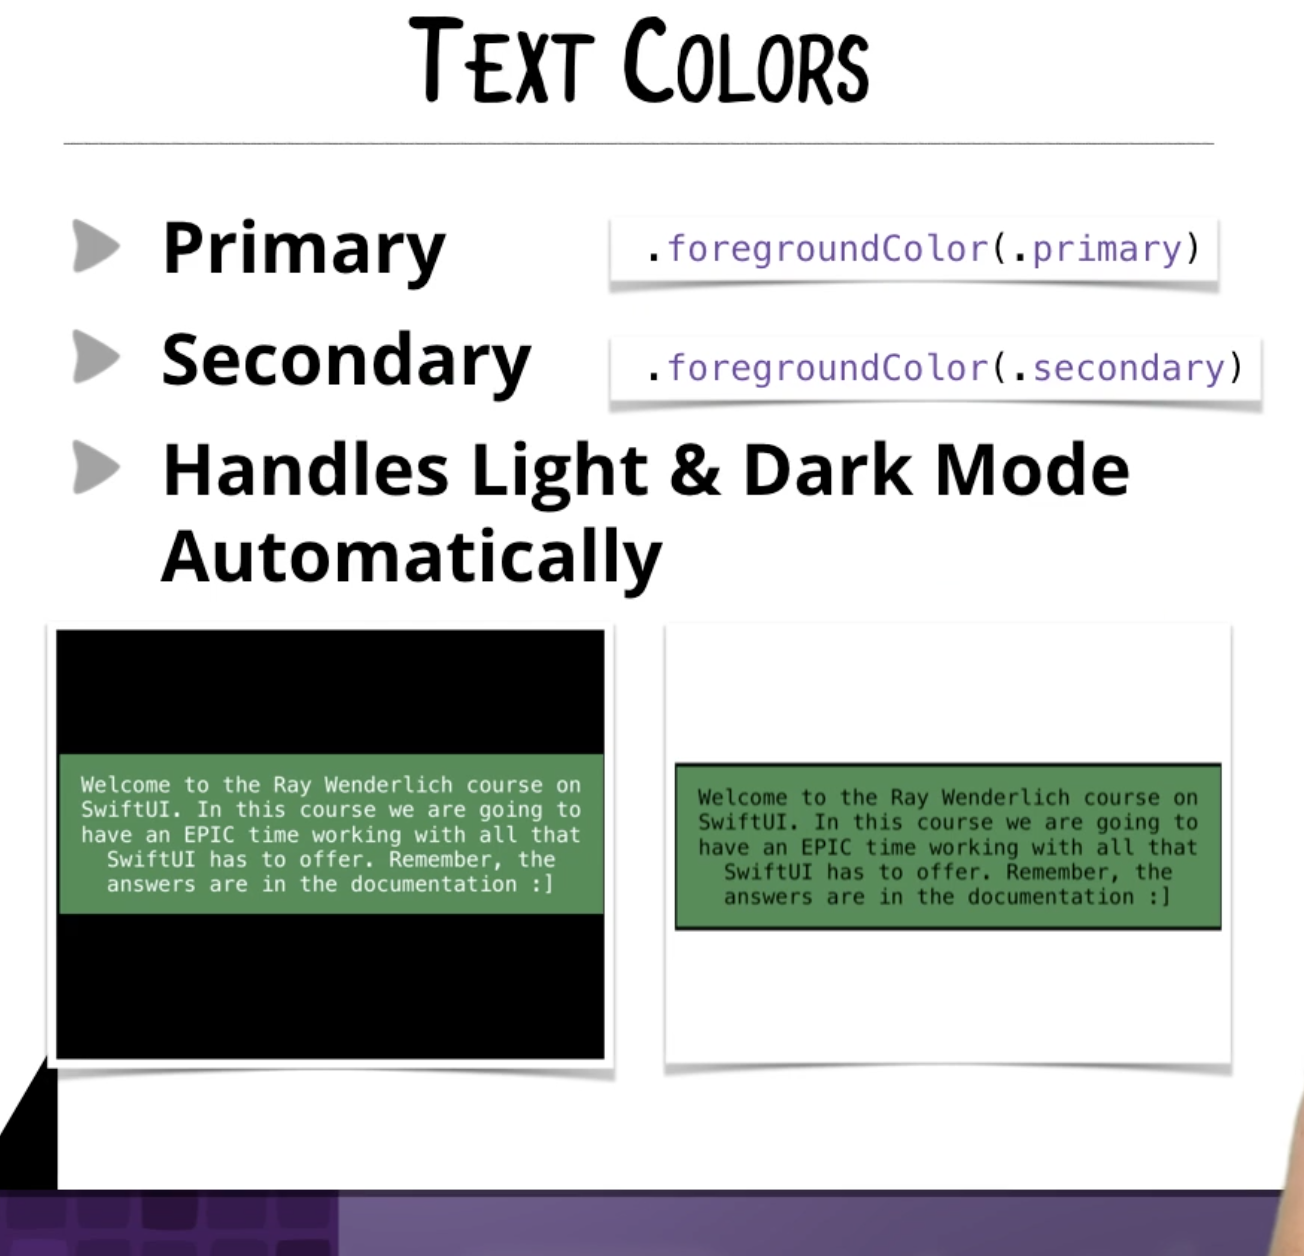 TEXT COLORS
Primary
.foregroundColor(.primary)
Secondary
.foregroundColor(.secondary)
Handles Light & Dark Mode
Automatically
Welcome to the Ray Wenderlich course on
SwiftUI. In this course we are going to
have an EPIC time working with all that
SwiftUI has to offer. Remember, the
answers are in the documentation :]
Welcome to the Ray Wenderlich course on
SwiftUI. In this course we are going to
have an EPIC time working with all that
SwiftUI has to offer. Remember, the
answers are in the documentation :]